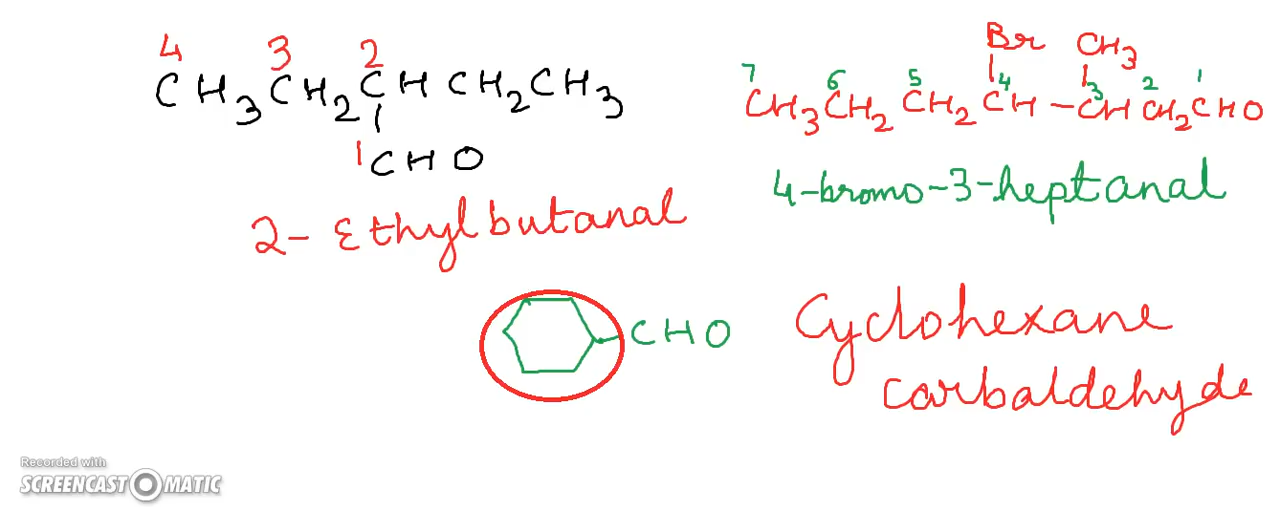 4 3 2
CH3CH2CHCH2CH3
1CHO
2-Ethylbutanal
Br CH3
7 6 5 4 3 2 1
CH3CH2CH2CH-CHCH2CHO
4-bromo-3-heptanal
CHO
Cyclohexane
carbaldehyde
Recorded with
SCREENCAST MATIC